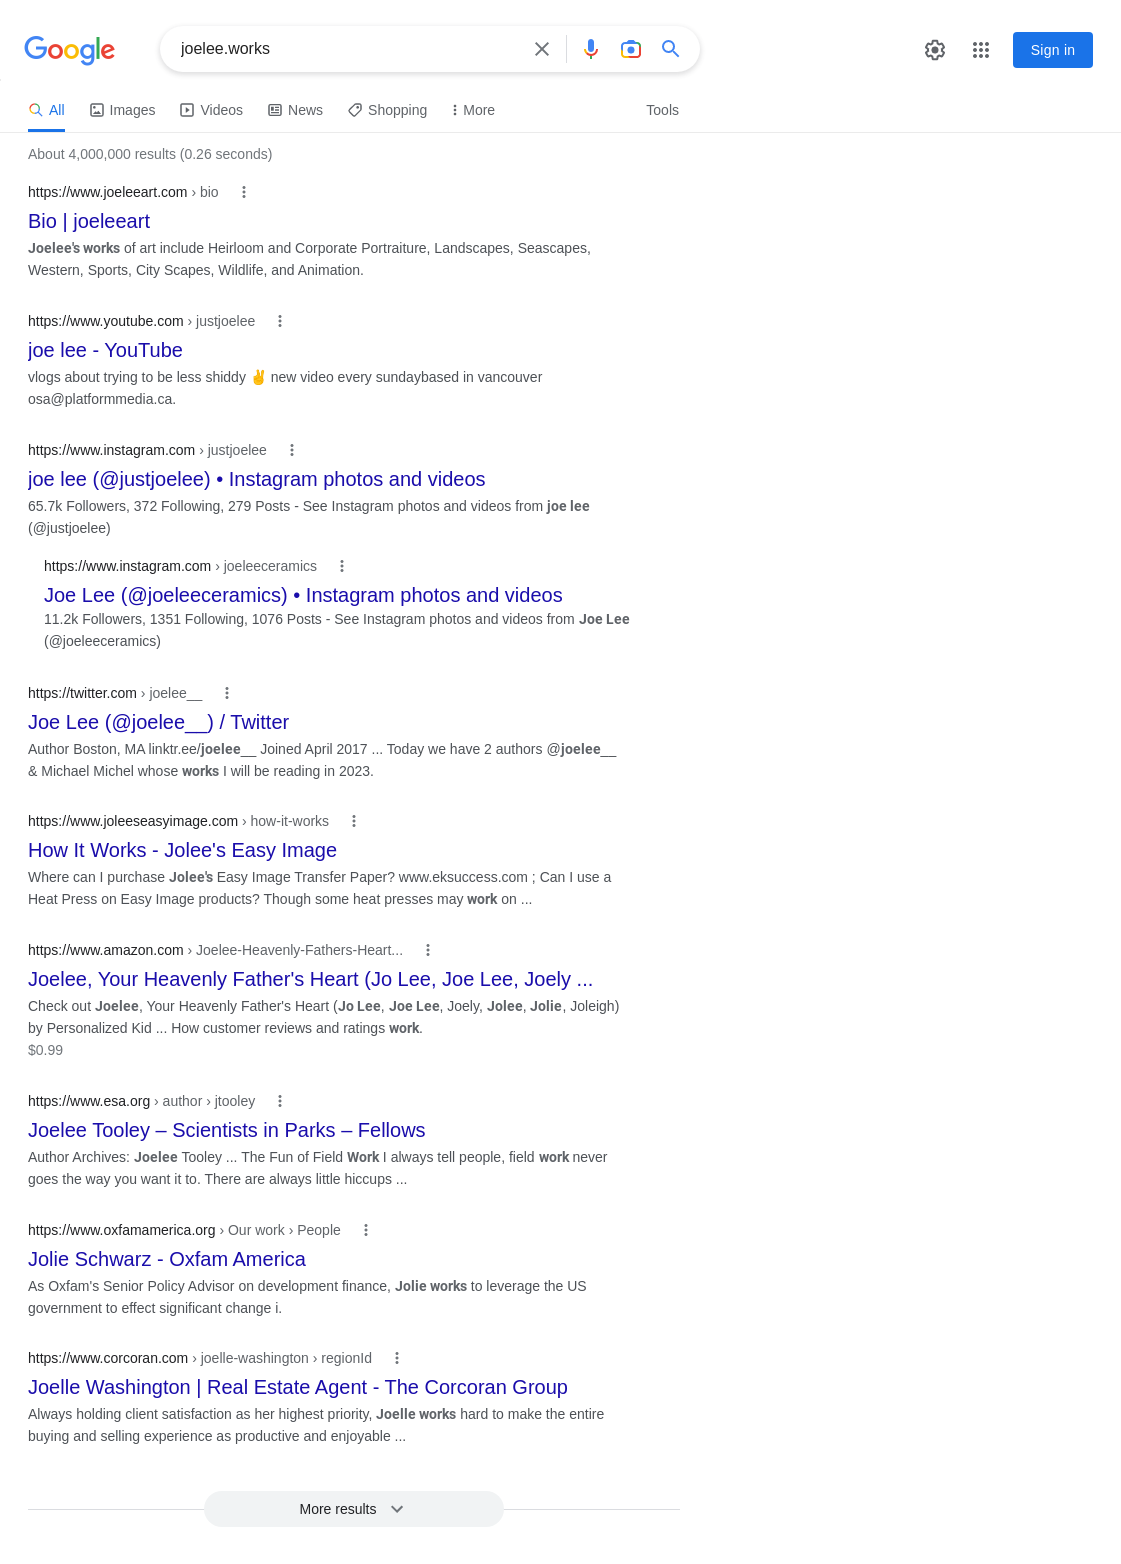 Google
joelee.works
Sign in
All Images Videos News Shopping More Tools
About 4,000,000 results (0.26 seconds)
https://www.joeleeart.com › bio
Bio | joeleeart
Joelee's works of art include Heirloom and Corporate Portraiture, Landscapes, Seascapes,
Western, Sports, City Scapes, Wildlife, and Animation.
https://www.youtube.com › justjoelee
joe lee - YouTube
vlogs about trying to be less shiddy ✌️ new video every sundaybased in vancouver
osa@platformmedia.ca.
https://www.instagram.com › justjoelee
joe lee (@justjoelee) • Instagram photos and videos
65.7k Followers, 372 Following, 279 Posts - See Instagram photos and videos from joe lee
(@justjoelee)
https://www.instagram.com › joeleeceramics
Joe Lee (@joeleeceramics) • Instagram photos and videos
11.2k Followers, 1351 Following, 1076 Posts - See Instagram photos and videos from Joe Lee
(@joeleeceramics)
https://twitter.com › joelee__
Joe Lee (@joelee__) / Twitter
Author Boston, MA linktr.ee/joelee__ Joined April 2017 ... Today we have 2 authors @joelee__
& Michael Michel whose works I will be reading in 2023.
https://www.joleeseasyimage.com › how-it-works
How It Works - Jolee's Easy Image
Where can I purchase Jolee's Easy Image Transfer Paper? www.eksuccess.com ; Can I use a
Heat Press on Easy Image products? Though some heat presses may work on ...
https://www.amazon.com › Joelee-Heavenly-Fathers-Heart...
Joelee, Your Heavenly Father's Heart (Jo Lee, Joe Lee, Joely ...
Check out Joelee, Your Heavenly Father's Heart (Jo Lee, Joe Lee, Joely, Jolee, Jolie, Joleigh)
by Personalized Kid ... How customer reviews and ratings work.
$0.99
https://www.esa.org › author › jtooley
Joelee Tooley – Scientists in Parks – Fellows
Author Archives: Joelee Tooley ... The Fun of Field Work I always tell people, field work never
goes the way you want it to. There are always little hiccups ...
https://www.oxfamamerica.org › Our work › People
Jolie Schwarz - Oxfam America
As Oxfam's Senior Policy Advisor on development finance, Jolie works to leverage the US
government to effect significant change i.
https://www.corcoran.com › joelle-washington › regionId
Joelle Washington | Real Estate Agent - The Corcoran Group
Always holding client satisfaction as her highest priority, Joelle works hard to make the entire
buying and selling experience as productive and enjoyable ...
More results